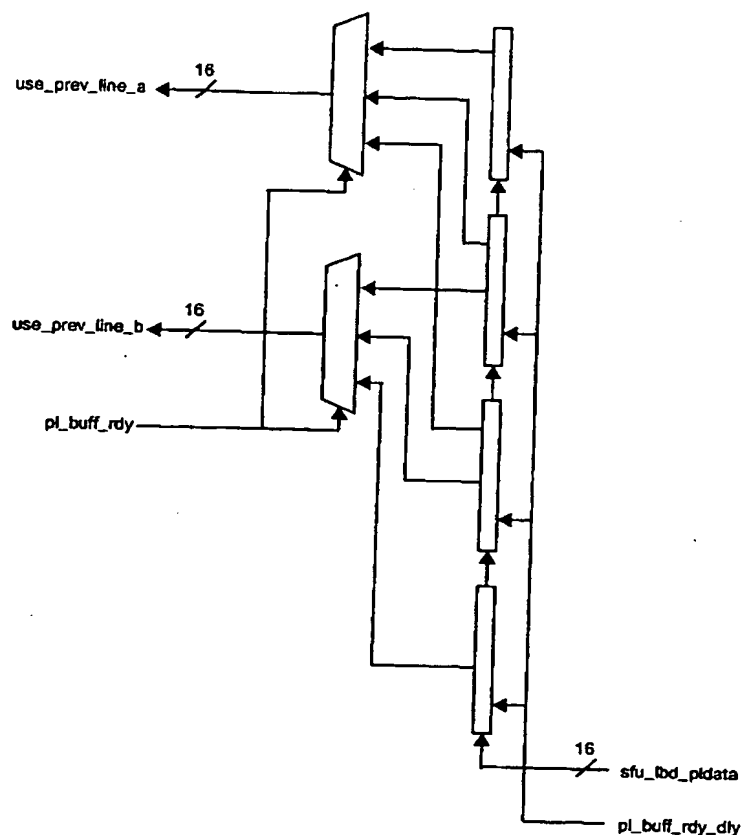 16
use_prev_line_a
16
use_prev_line_b
pl_buff_rdy
16
sfu_lbd_pldata
pl_buff_rdy_dly